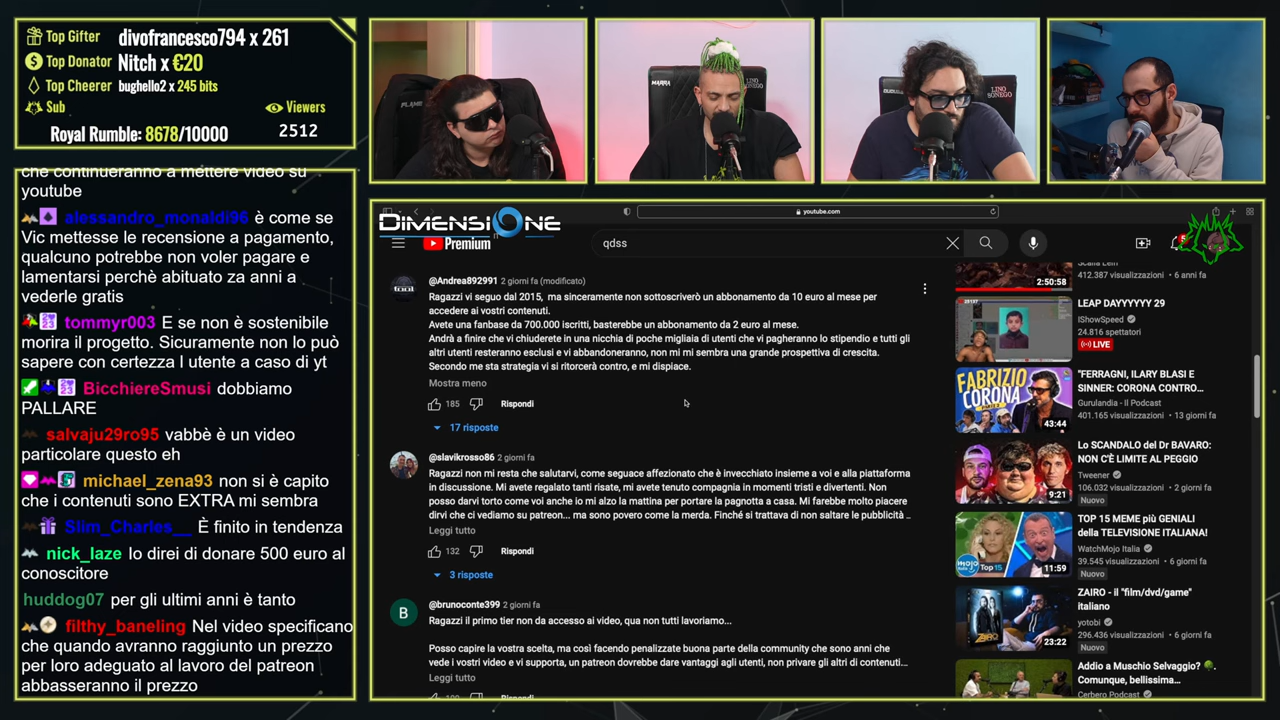 Top Gifter divofrancesco794 x 261
Top Donator Nitch x €20
Top Cheerer bughello2 x 245 bits
Sub
Viewers
Royal Rumble: 8678/10000
2512
che continueranno a mettere video su
youtube
alessandro_monaldi96 è come se
Vic mettesse le recensione a pagamento,
qualcuno potrebbe non voler pagare e
lamentarsi perchè abituato za anni a
vederle gratis
tommyr003 E se non è sostenibile
morira il progetto. Sicuramente non lo può
sapere con certezza l utente a caso di yt
BicchiereSmusi dobbiamo
PALLARE
salvaju29ro95 vabbè è un video
particolare questo eh
michael_zena93 non si è capito
che i contenuti sono EXTRA mi sembra
Slim_Charles__ È finito in tendenza
nick_laze Io direi di donare 500 euro al
conoscitore
huddog07 per gli ultimi anni è tanto
filthy_baneling Nel video specificano
che quando avranno raggiunto un prezzo
per loro adeguato al lavoro del patreon
abbasseranno il prezzo
MARRA
LINO
SONEGO
LINO
SONEGO
DIMENSIONE
youtube.com
Premium
qdss
@Andrea892991 2 giorni fa (modificato)
Ragazzi vi seguo dal 2015, ma sinceramente non sottoscriverò un abbonamento da 10 euro al mese per
accedere ai vostri contenuti.
Avete una fanbase da 700.000 iscritti, basterebbe un abbonamento da 2 euro al mese.
Andrà a finire che vi chiuderete in una nicchia di poche migliaia di utenti che vi pagheranno lo stipendio e tutti gli
altri utenti resteranno esclusi e vi abbandoneranno, non mi mi sembra una grande prospettiva di crescita.
Secondo me sta strategia vi si ritorcerà contro, e mi dispiace.
Mostra meno
185 Rispondi
17 risposte
@slavikrosso86 2 giorni fa
Ragazzi non mi resta che salutarvi, come seguace affezionato che è invecchiato insieme a voi e alla piattaforma
in discussione. Mi avete regalato tanti risate, mi avete tenuto compagnia in momenti tristi e divertenti. Non
posso darvi torto come voi anche io mi alzo la mattina per portare la pagnotta a casa. Mi farebbe molto piacere
dirvi che ci vediamo su patreon... ma sono povero come la merda. Finché si trattava di non saltare le pubblicità ..
Leggi tutto
132 Rispondi
3 risposte
B
@brunoconte399 2 giorni fa
Ragazzi il primo tier non da accesso ai video, qua non tutti lavoriamo...
Posso capire la vostra scelta, ma così facendo penalizzate buona parte della community che sono anni che
vede i vostri video e vi supporta, un patreon dovrebbe dare vantaggi agli utenti, non privare gli altri di contenuti...
Leggi tutto
Rispondi
2:50:58
412.387 visualizzazioni • 6 anni fa
LEAP DAYYYYYY 29
IShowSpeed
24.816 spettatori
LIVE
FABRIZIO
CORONA
43:44
"FERRAGNI, ILARY BLASI E
SINNER: CORONA CONTRO...
Gurulandia - Il Podcast
401.165 visualizzazioni • 13 giorni fa
9:21
Lo SCANDALO del Dr BAVARO:
NON C'È LIMITE AL PEGGIO
Tweener
106.032 visualizzazioni • 2 giorni fa
Nuovo
mojo
Top 15
11:59
TOP 15 MEME più GENIALI
della TELEVISIONE ITALIANA!
WatchMojo Italia
39.545 visualizzazioni • 6 giorni fa
Nuovo
23:22
ZAIRO - il "film/dvd/game"
italiano
yotobi
296.436 visualizzazioni • 6 giorni fa
Nuovo
Addio a Muschio Selvaggio?
Comunque, bellissima...
Cerbero Podcast